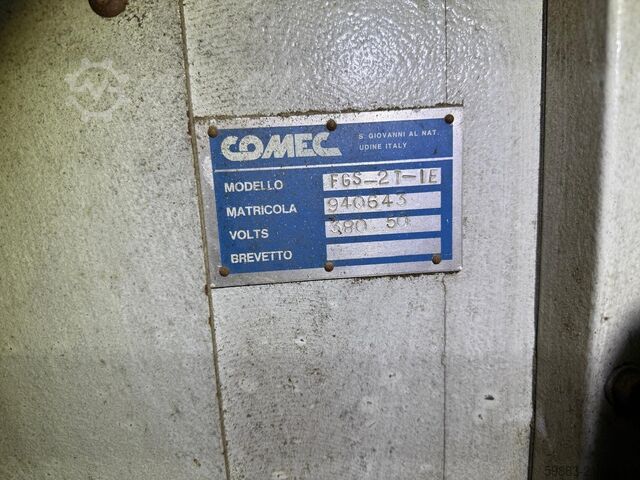 COMEC
S. GIOVANNI AL NAT.
UDINE ITALY
MODELLO FGS-2T-IE
MATRICOLA 940643
VOLTS 380 50
BREVETTO